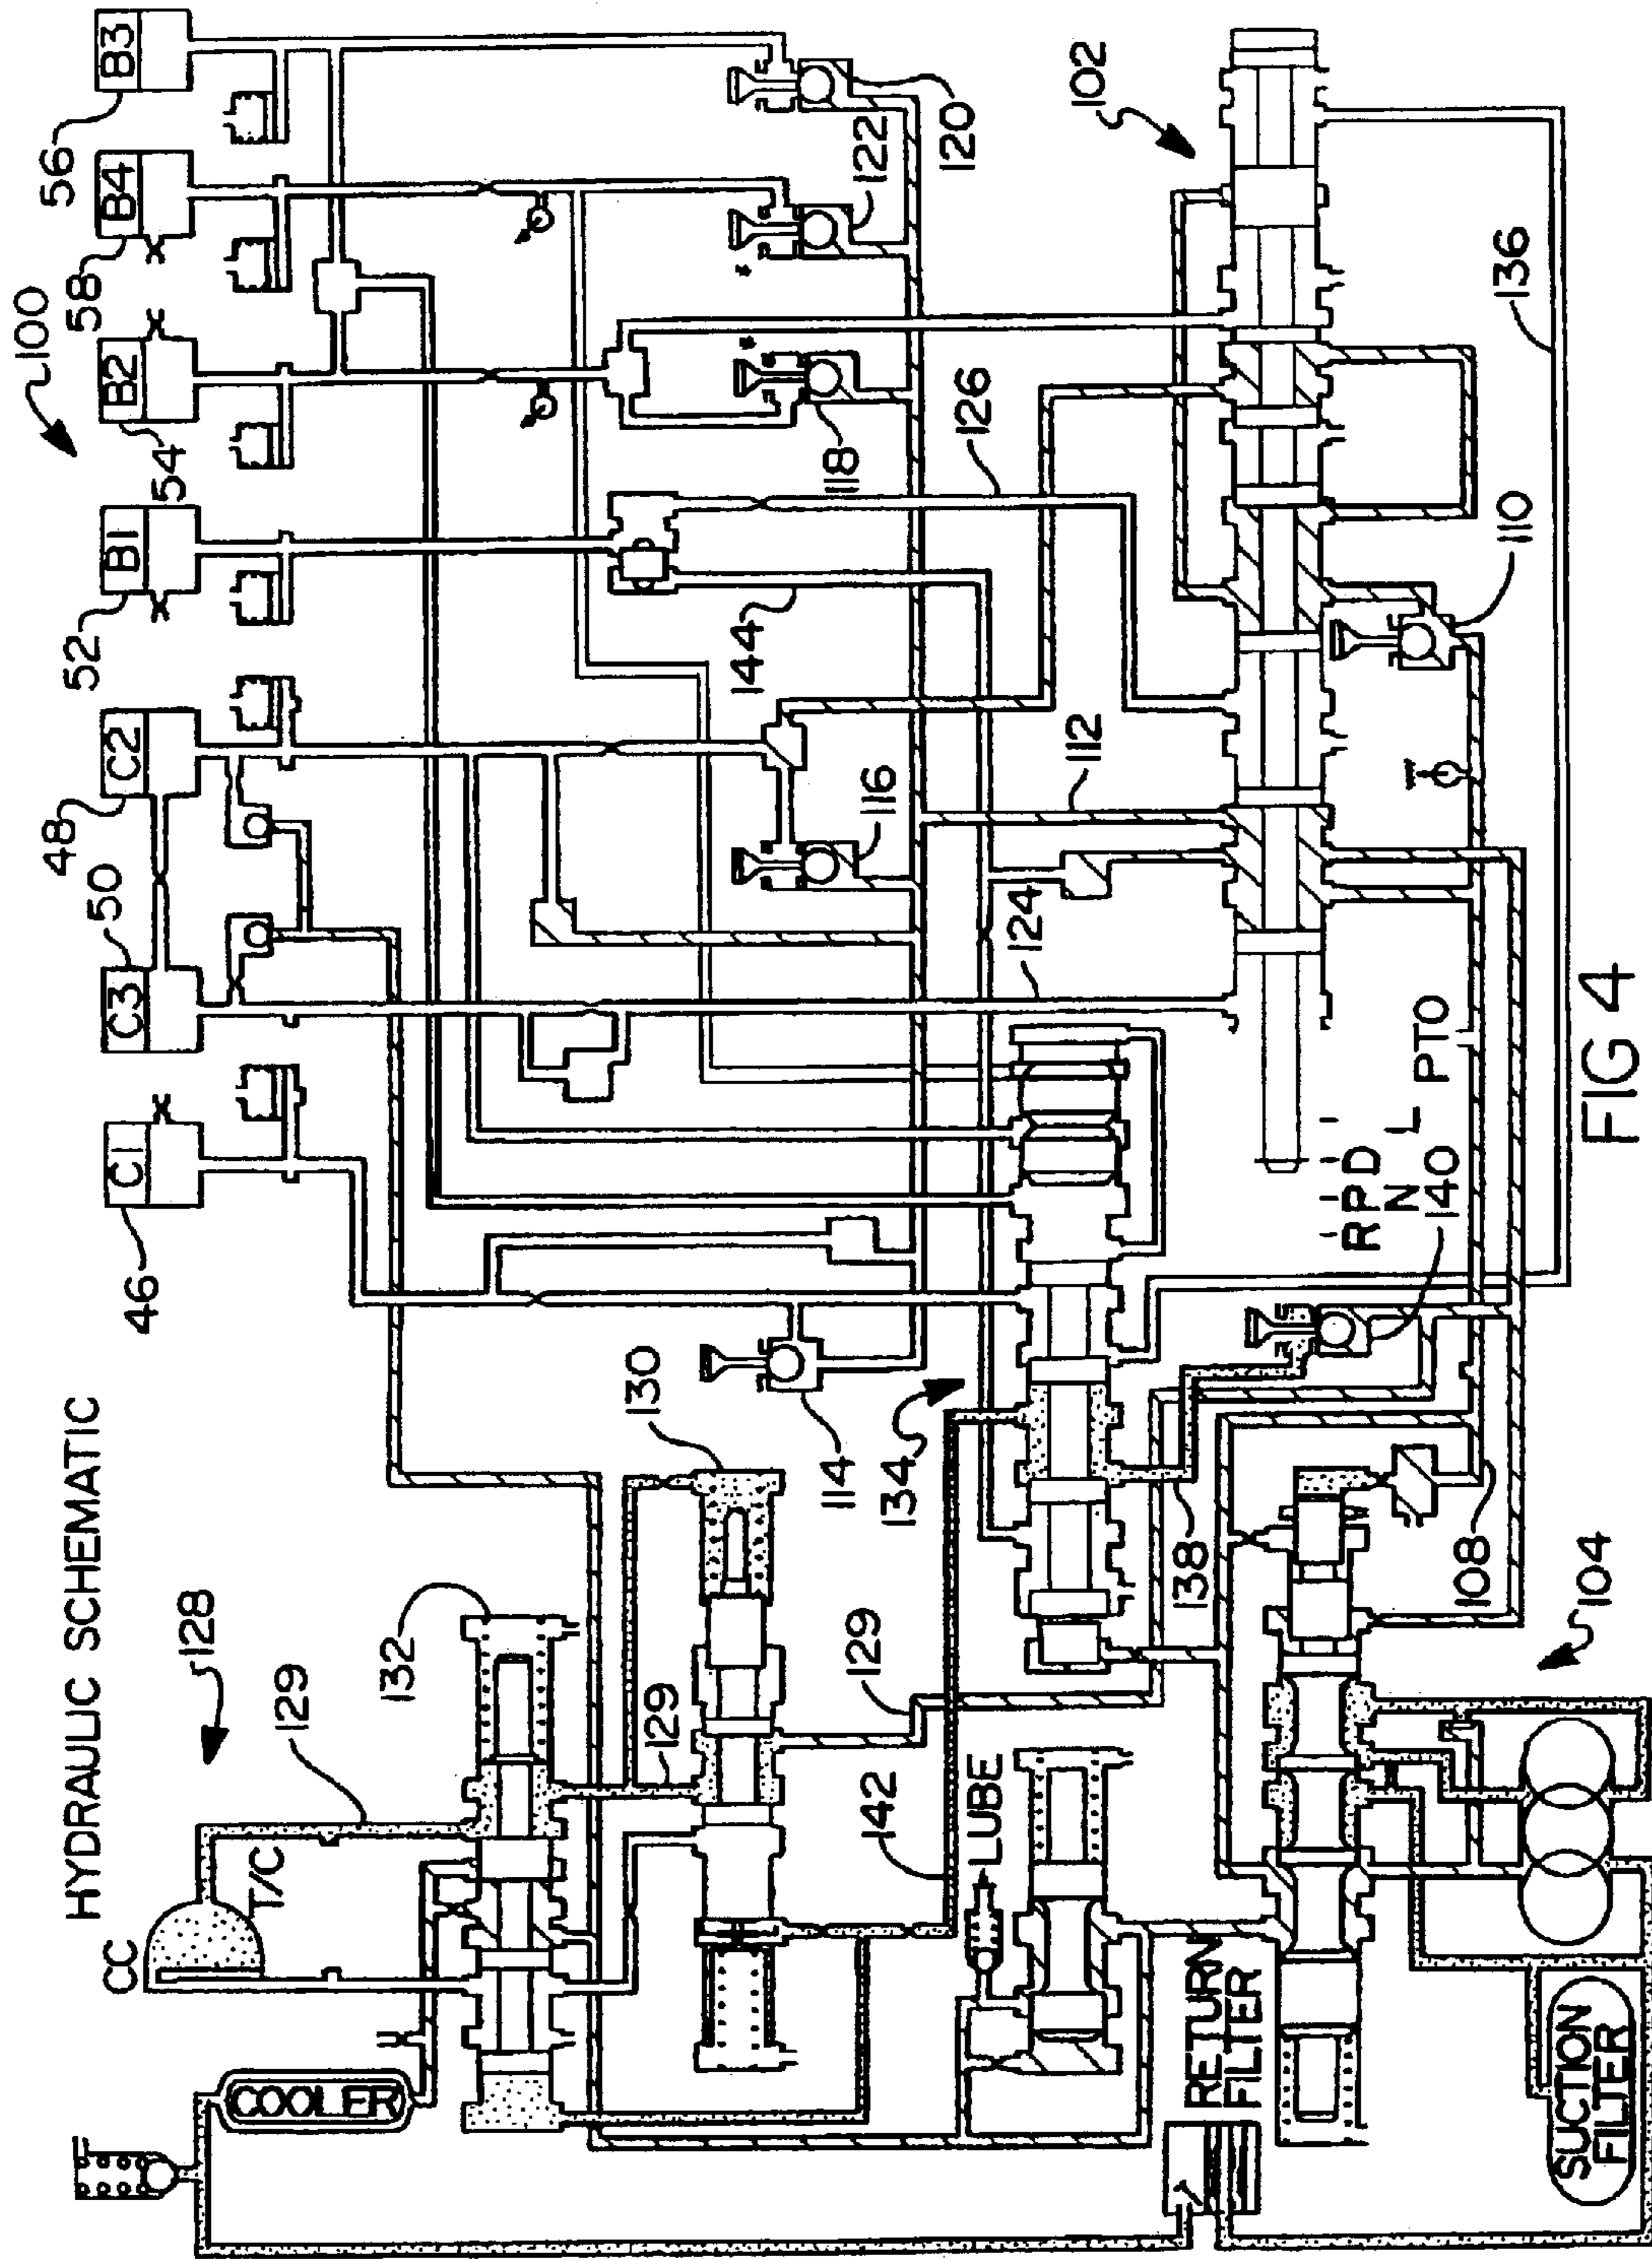 HYDRAULIC SCHEMATIC
100
56
B3
58
B4
54
B2
52
B1
48
C2
50
C3
46
C1
CC
T/C
COOLER
128
129
132
130
129
129
142
LUBE
114
134
138
144
116
112
124
118
126
122
120
102
136
110
R P D
N L
PTO
140
108
104
RETURN
FILTER
SUCTION
FILTER
FIG 4